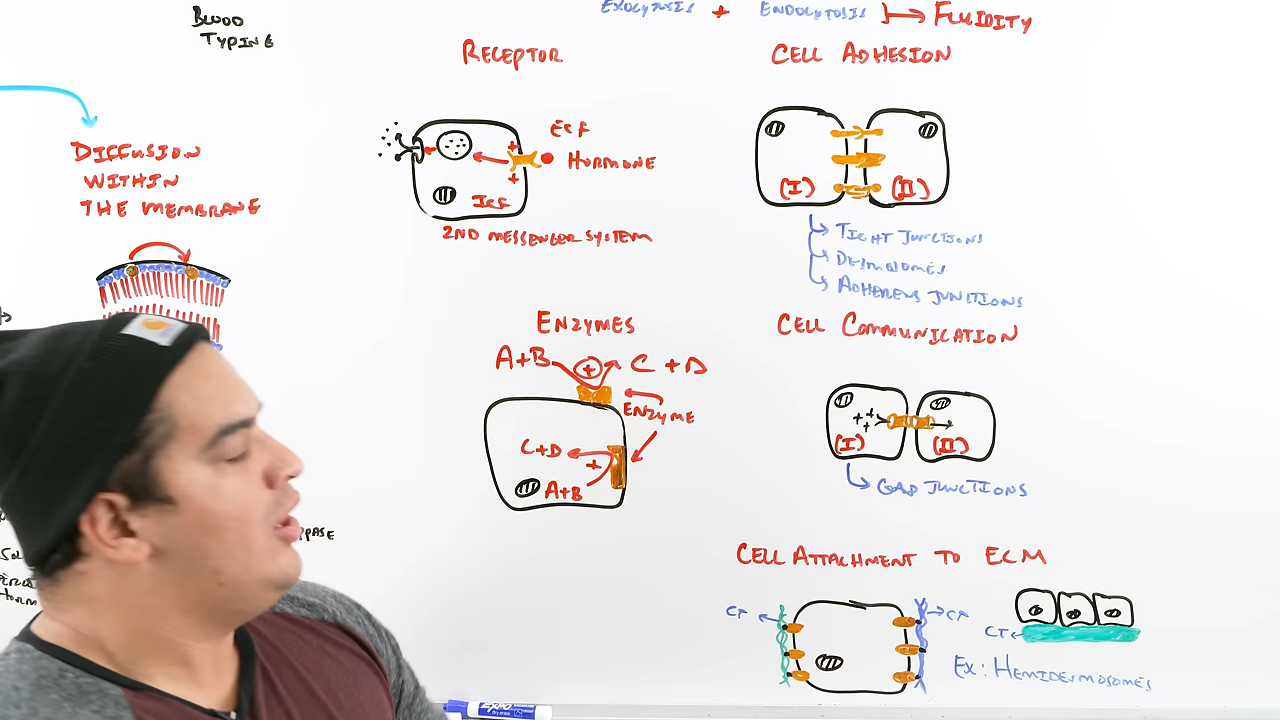 BLOOD
TYPING
EXOCYTOSIS + ENDOCYTOSIS → FLUIDITY
DIFFUSION
WITHIN
THE MEMBRANE
RECEPTOR
ECF
HORMONE
ICF
2ND MESSENGER SYSTEM
ENZYMES
A+B + C + D
ENZYME
C+D
+
A+B
CELL ADHESION
(I) (II)
TIGHT JUNCTIONS
DESMOSOMES
ADHERENS JUNCTIONS
CELL COMMUNICATION
++
+
(I) (II)
GAP JUNCTIONS
CELL ATTACHMENT TO ECM
CT CT
CT
EX: HEMIDESMOSOMES
EXPO